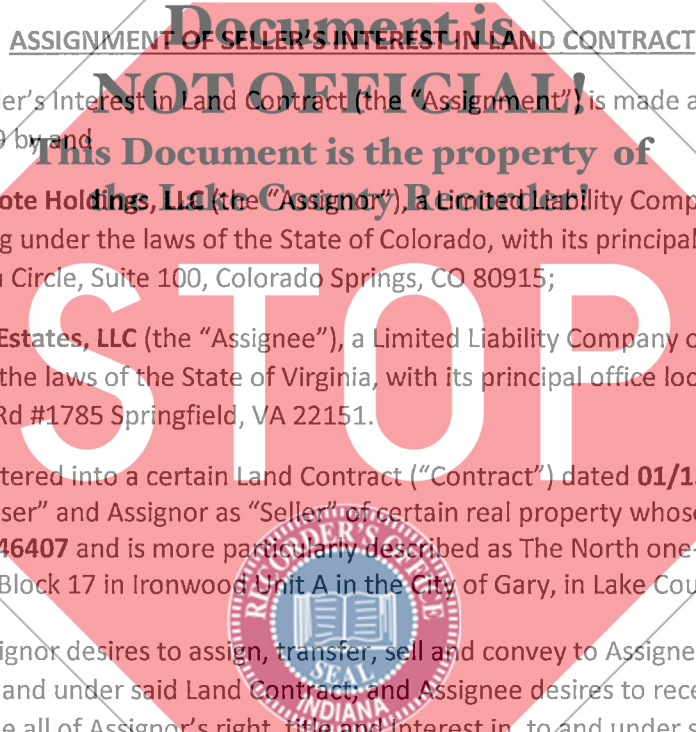 Document is
ASSIGNMENT OF SELLER'S INTEREST IN LAND CONTRACT
NOT OFFICIAL!
ler's Interest in Land Contract (the “Assignment”) is made a
9 by and
This Document is the property of
the Lake County Recorder!
ote Holdings, LLC (the “Assignor”), a Limited Liability Comp
g under the laws of the State of Colorado, with its principal
n Circle, Suite 100, Colorado Springs, CO 80915;
STOP
Estates, LLC (the “Assignee”), a Limited Liability Company o
the laws of the State of Virginia, with its principal office loc
Rd #1785 Springfield, VA 22151.
tered into a certain Land Contract (“Contract”) dated 01/1
ser” and Assignor as “Seller” of certain real property whose
46407 and is more particularly described as The North one-
Block 17 in Ironwood Unit A in the City of Gary, in Lake Cou
RECORDER'S OFFICE
SEAL
INDIANA
ignor desires to assign, transfer, sell and convey to Assigne
and under said Land Contract; and Assignee desires to rece
e all of Assignor's right, title and Interest in, to and under s